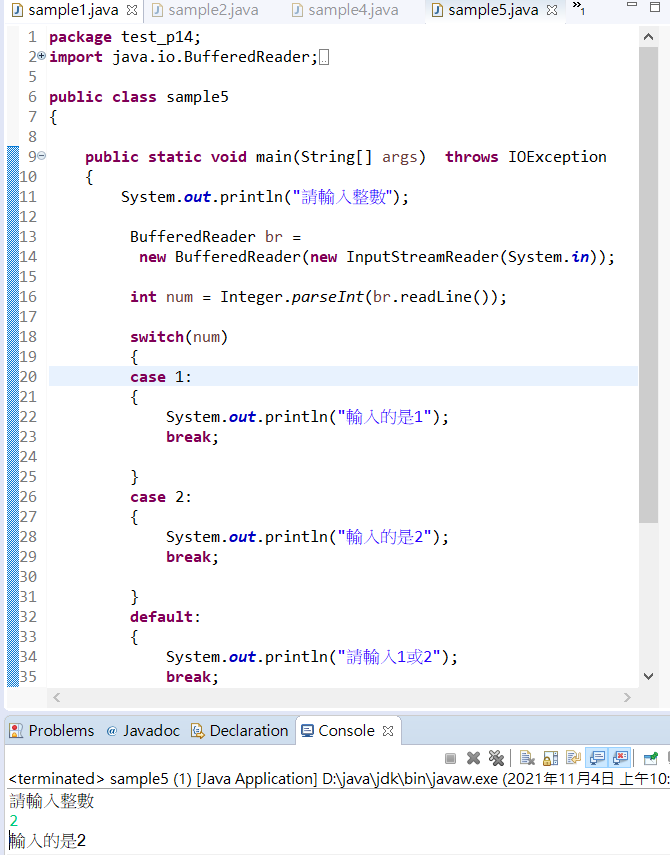 sample1.java sample2.java sample4.java sample5.java »1
1 package test_p14;
2 import java.io.BufferedReader;
5
6 public class sample5
7 {
8
9 public static void main(String[] args)  throws IOException
10 {
11 System.out.println("請輸入整數");
12
13 BufferedReader br =
14 new BufferedReader(new InputStreamReader(System.in));
15
16 int num = Integer.parseInt(br.readLine());
17
18 switch(num)
19 {
20 case 1:
21 {
22 System.out.println("輸入的是1");
23 break;
24
25 }
26 case 2:
27 {
28 System.out.println("輸入的是2");
29 break;
30
31 }
32 default:
33 {
34 System.out.println("請輸入1或2");
35 break;
Problems @ Javadoc Declaration Console
<terminated> sample5 (1) [Java Application] D:\java\jdk\bin\javaw.exe (2021年11月4日 上午10:
請輸入整數
2
輸入的是2